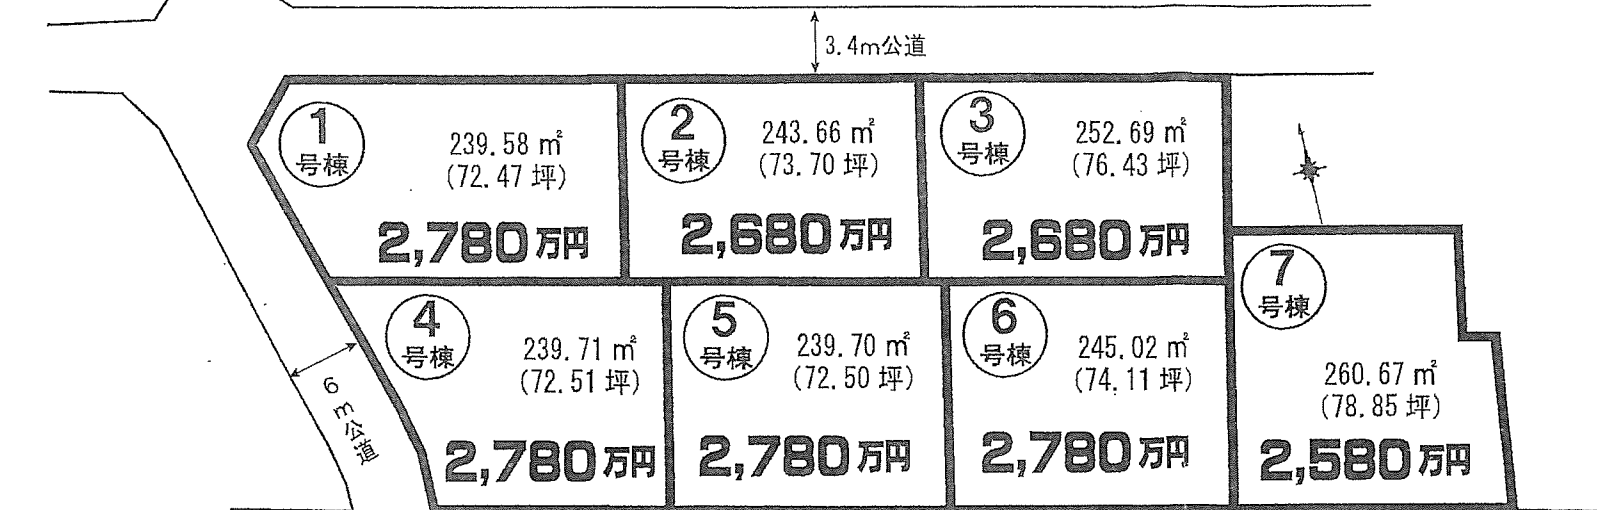 3.4m公道
1
号棟
239.58 ㎡
(72.47 坪)
2,780万円
2
号棟
243.66 ㎡
(73.70 坪)
2,680万円
3
号棟
252.69 ㎡
(76.43 坪)
2,680万円
4
号棟
239.71 ㎡
(72.51 坪)
2,780万円
5
号棟
239.70 ㎡
(72.50 坪)
2,780万円
6
号棟
245.02 ㎡
(74.11 坪)
2,780万円
7
号棟
260.67 ㎡
(78.85 坪)
2,580万円
6m公道